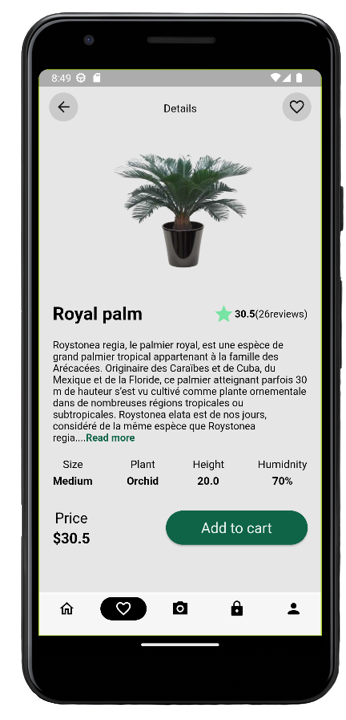 8:49
Details
Royal palm
30.5(26reviews)
Roystonea regia, le palmier royal, est une espèce de
grand palmier tropical appartenant à la famille des
Arécacées. Originaire des Caraïbes et de Cuba, du
Mexique et de la Floride, ce palmier atteignant parfois 30
m de hauteur s'est vu cultivé comme plante ornementale
dans de nombreuses régions tropicales ou
subtropicales. Roystonea elata est de nos jours,
considéré de la même espèce que Roystonea
regia....Read more
Size Plant Height Humidnity
Medium Orchid 20.0 70%
Price
$30.5
Add to cart